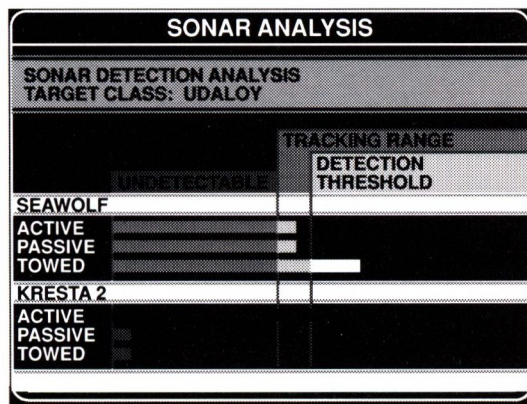 SONAR ANALYSIS
SONAR DETECTION ANALYSIS
TARGET CLASS: UDALOY
TRACKING RANGE
DETECTION
UNDETECTABLE THRESHOLD
SEAWOLF
ACTIVE
PASSIVE
TOWED
KRESTA 2
ACTIVE
PASSIVE
TOWED